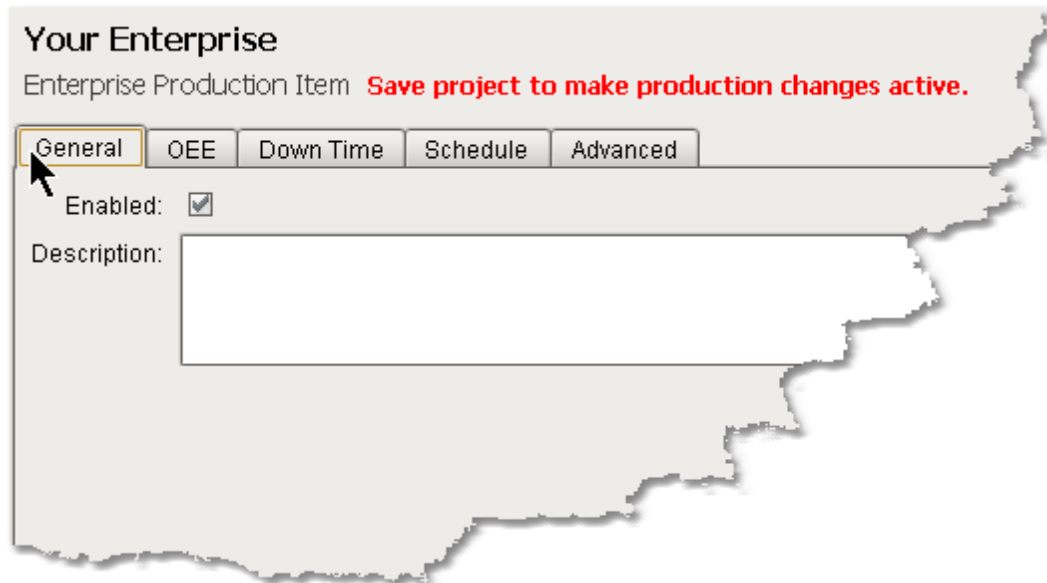 Your Enterprise
Enterprise Production Item Save project to make production changes active.
General OEE Down Time Schedule Advanced
Enabled:
Description: